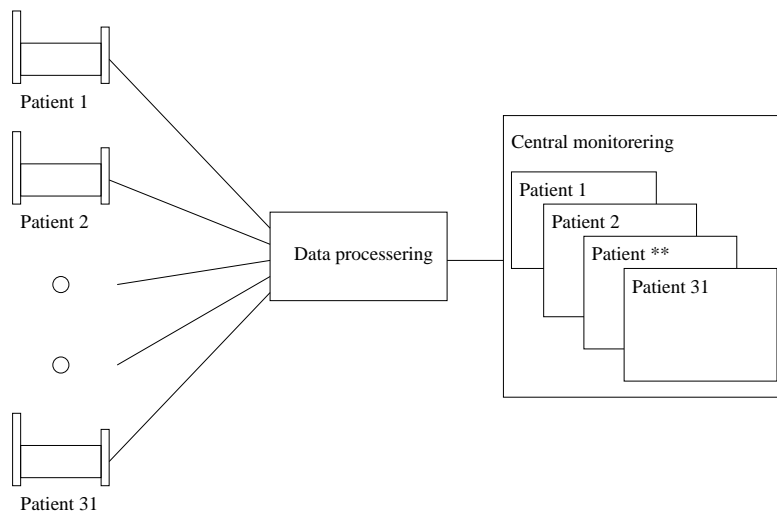 Patient 1
Patient 2
Patient 31
Data processering
Central monitorering
Patient 1
Patient 2
Patient **
Patient 31